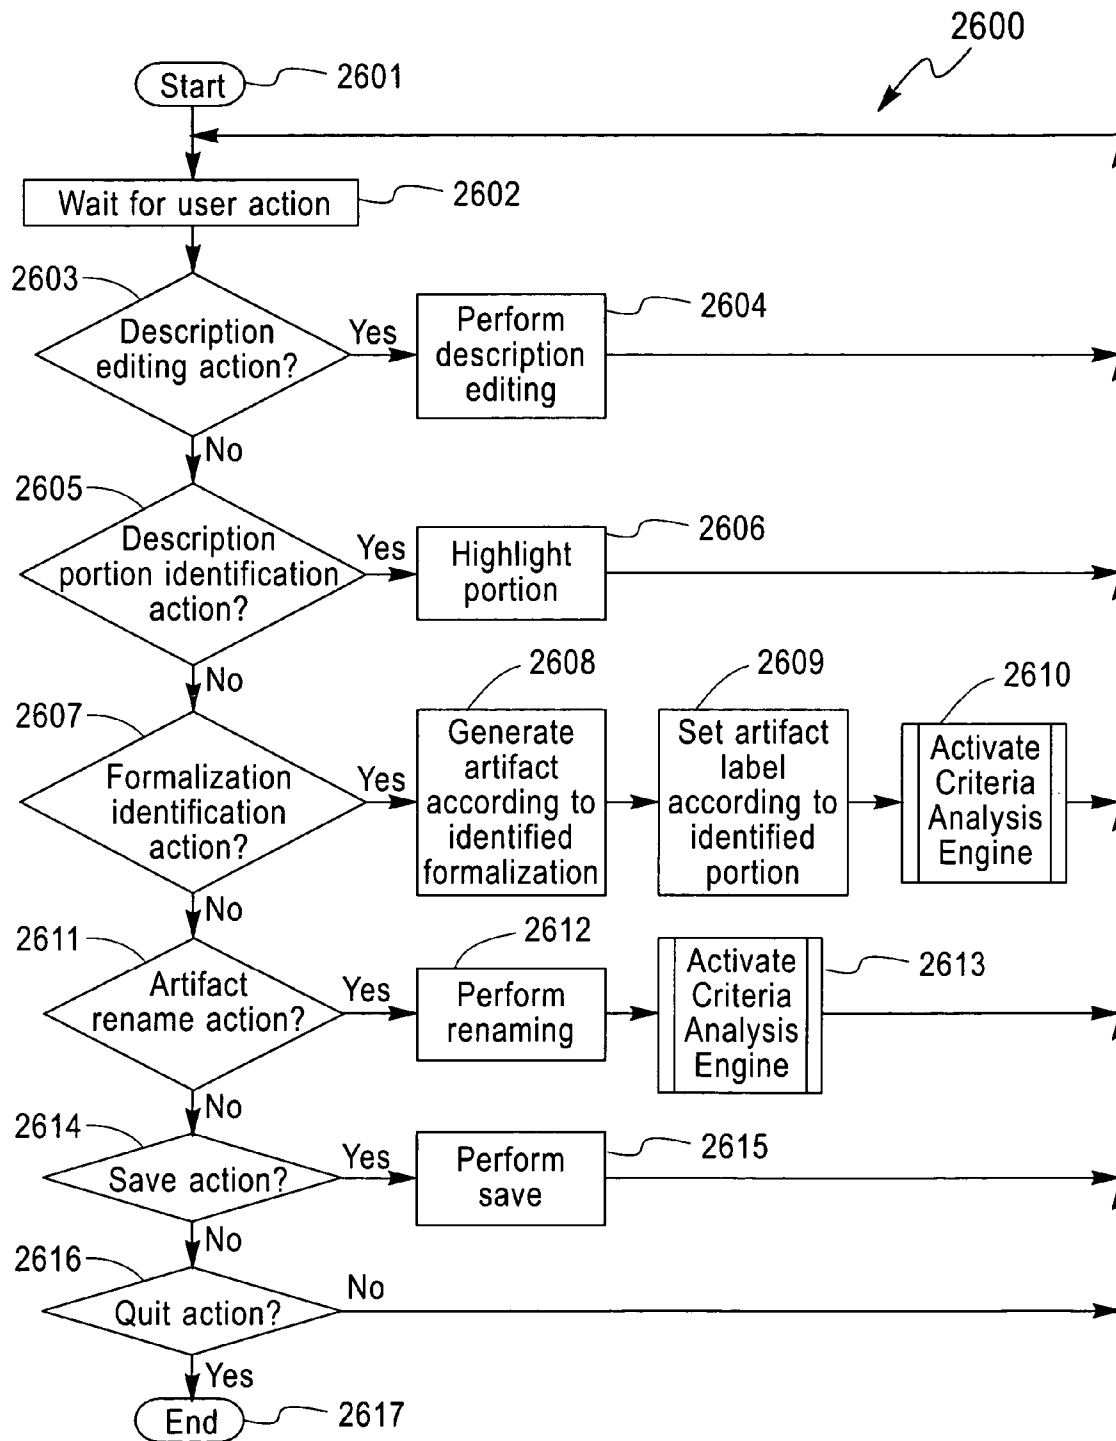 2600
Start
2601
Wait for user action
2602
2603
Description
editing action?
Yes
Perform
description
editing
2604
No
2605
Description
portion identification
action?
Yes
Highlight
portion
2606
No
2607
Formalization
identification
action?
Yes
2608
Generate
artifact
according to
identified
formalization
2609
Set artifact
label
according to
identified
portion
2610
Activate
Criteria
Analysis
Engine
No
2611
Artifact
rename action?
Yes
2612
Perform
renaming
Activate
Criteria
Analysis
Engine
2613
No
2614
Save action?
Yes
Perform
save
2615
No
2616
Quit action?
No
Yes
End
2617